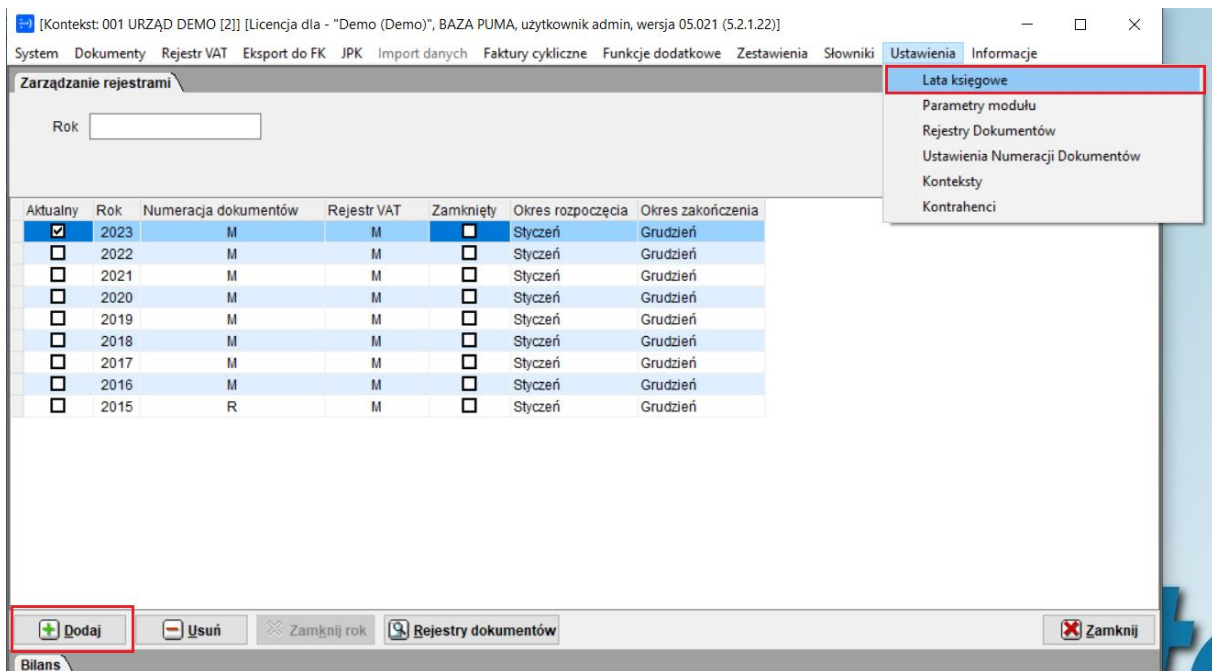 [Kontekst: 001 URZĄD DEMO [2]] [Licencja dla - "Demo (Demo)", BAZA PUMA, użytkownik admin, wersja 05.021 (5.2.1.22)]
System Dokumenty Rejestr VAT Eksport do FK JPK Import danych Faktury cykliczne Funkcje dodatkowe Zestawienia Słowniki Ustawienia Informacje
Zarządzanie rejestrami
Lata księgowe
Parametry modułu
Rejestry Dokumentów
Ustawienia Numeracji Dokumentów
Konteksty
Kontrahenci
Rok
Aktualny Rok Numeracja dokumentów Rejestr VAT Zamknięty Okres rozpoczęcia Okres zakończenia
2023 M M Styczeń Grudzień
2022 M M Styczeń Grudzień
2021 M M Styczeń Grudzień
2020 M M Styczeń Grudzień
2019 M M Styczeń Grudzień
2018 M M Styczeń Grudzień
2017 M M Styczeń Grudzień
2016 M M Styczeń Grudzień
2015 R M Styczeń Grudzień
Dodaj Usuń Zamknij rok Rejestry dokumentów Zamknij
Bilans